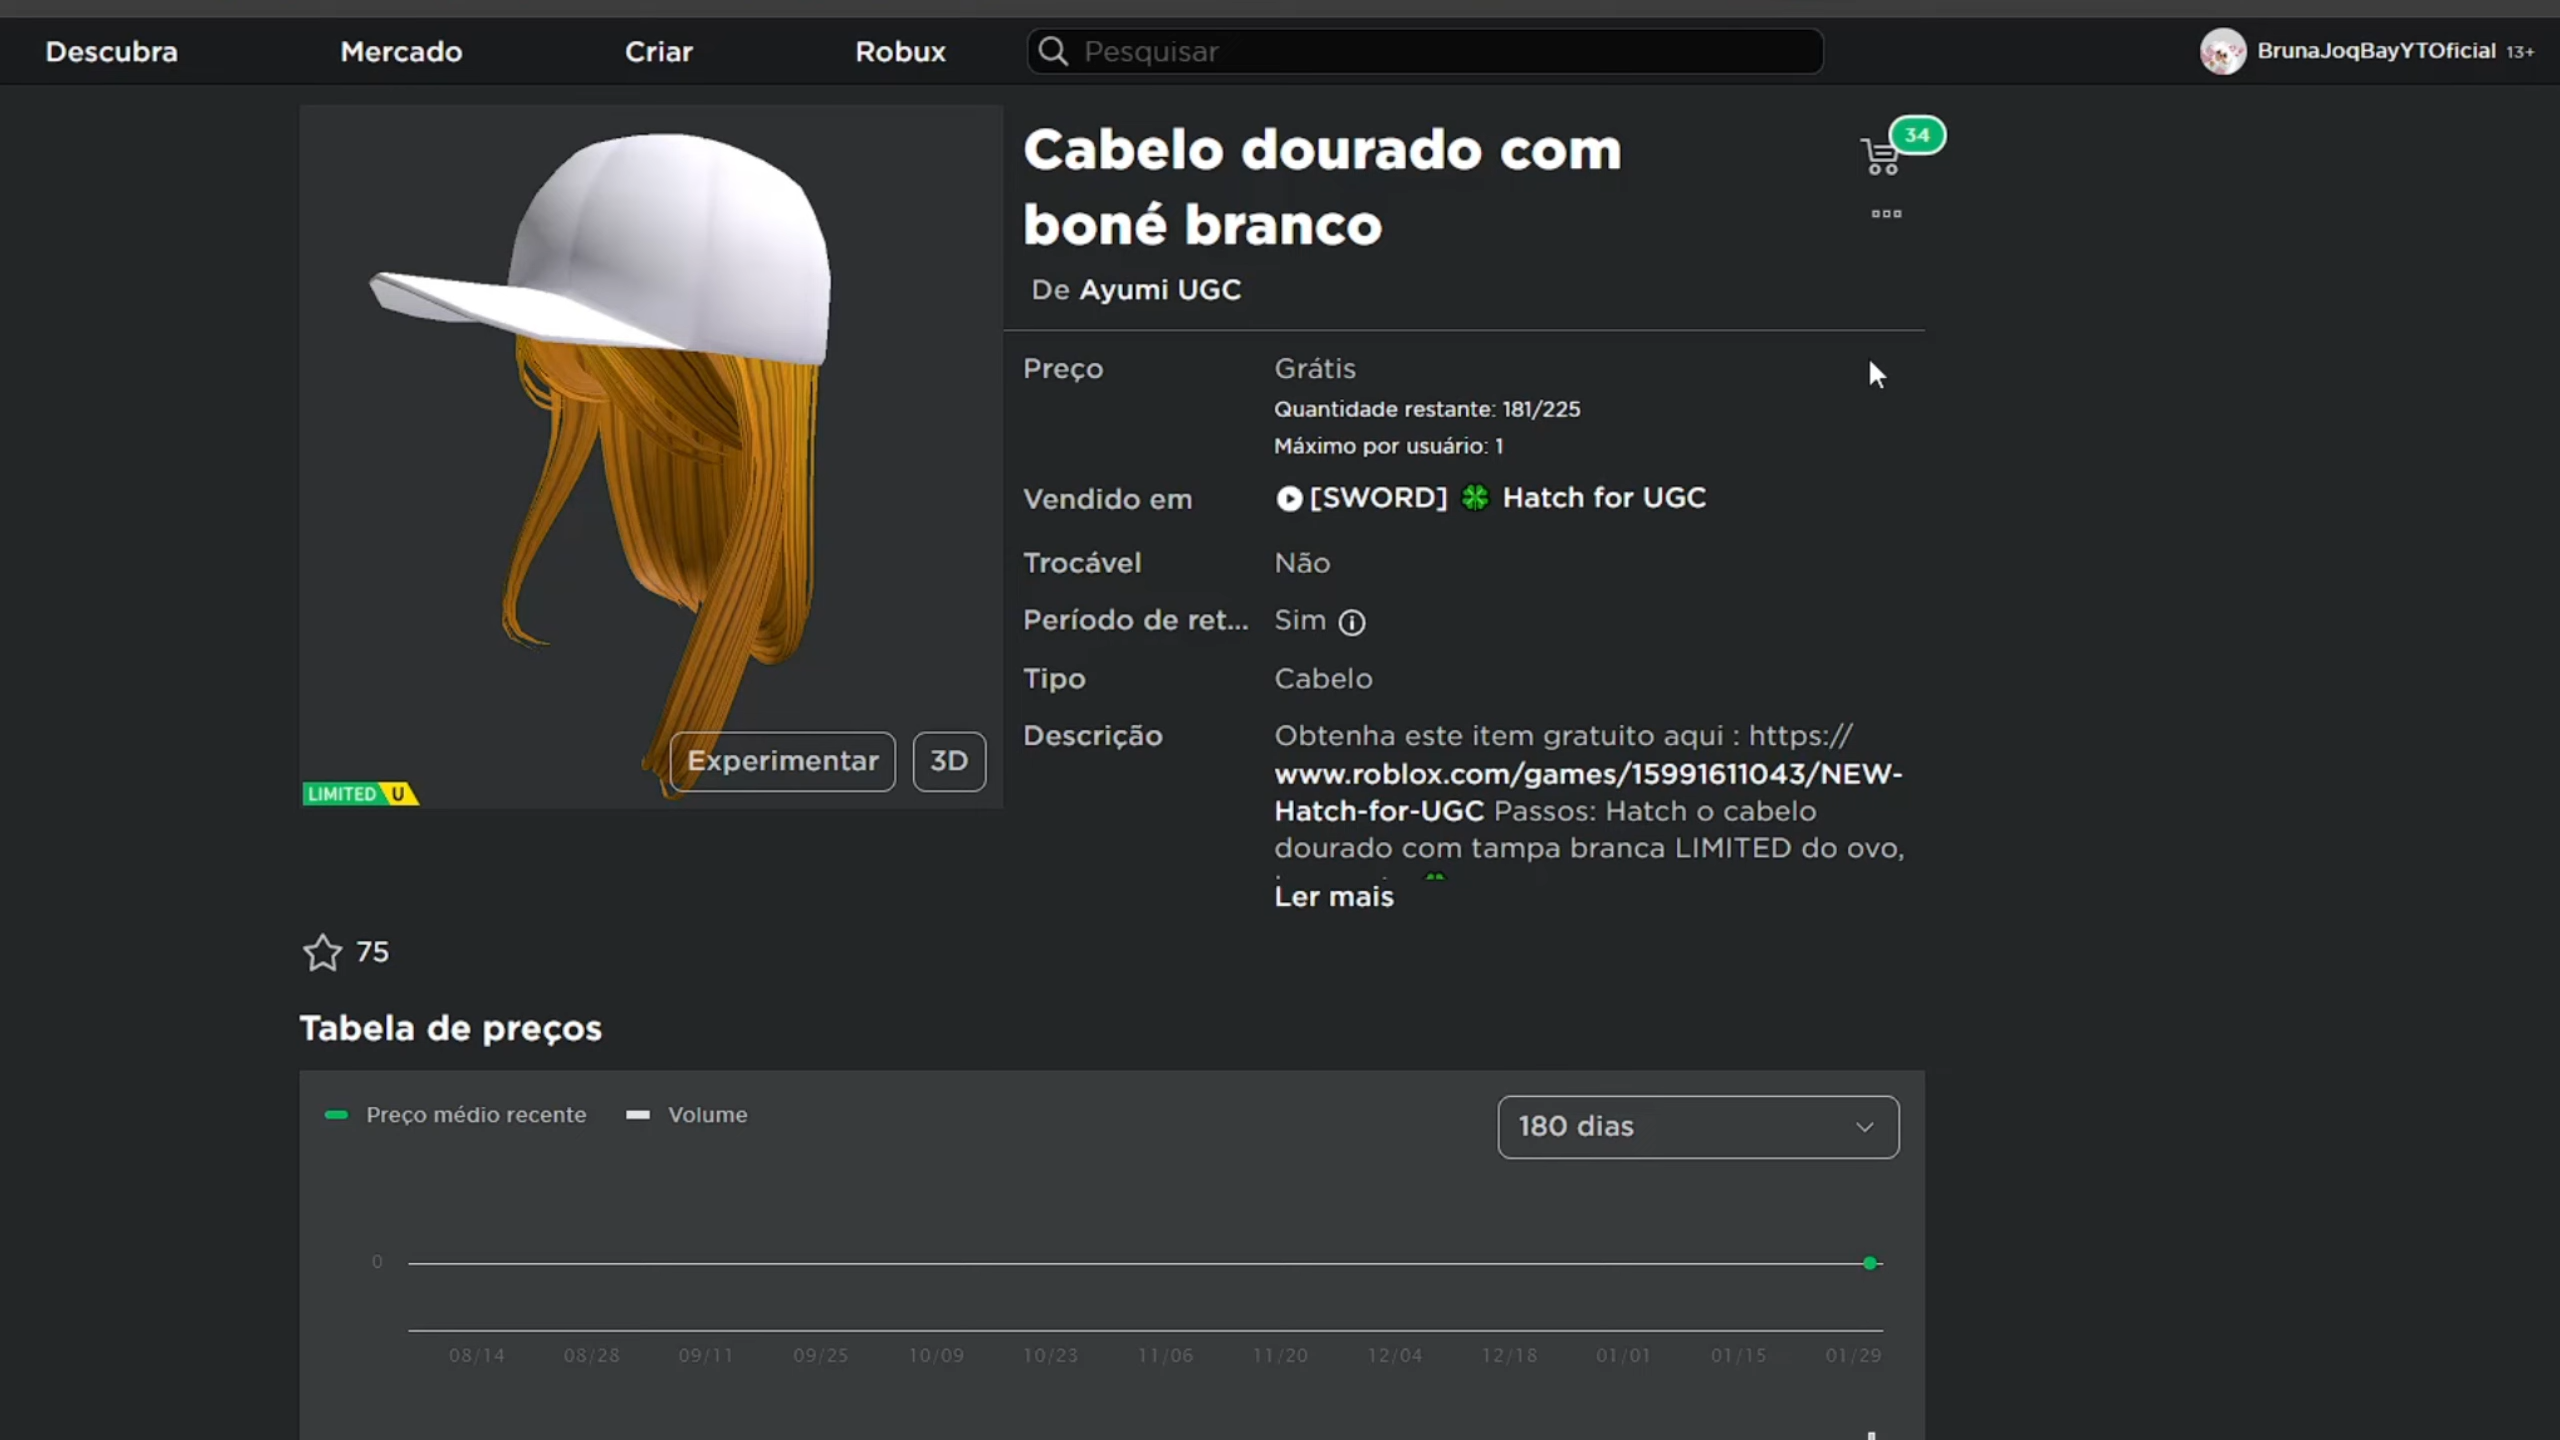 Descubra Mercado Criar Robux Pesquisar BrunaJoqBayYTOficial 13+
Cabelo dourado com
boné branco
34
De Ayumi UGC
Preço Grátis
Quantidade restante: 181/225
Máximo por usuário: 1
Vendido em [SWORD] 🍀 Hatch for UGC
Trocável Não
Período de ret... Sim
Tipo Cabelo
Descrição Obtenha este item gratuito aqui : https://
www.roblox.com/games/15991611043/NEW-
Hatch-for-UGC Passos: Hatch o cabelo
dourado com tampa branca LIMITED do ovo,
Ler mais
Experimentar 3D
LIMITED U
75
Tabela de preços
Preço médio recente Volume 180 dias
0
08/14 08/28 09/11 09/25 10/09 10/23 11/06 11/20 12/04 12/18 01/01 01/15 01/29